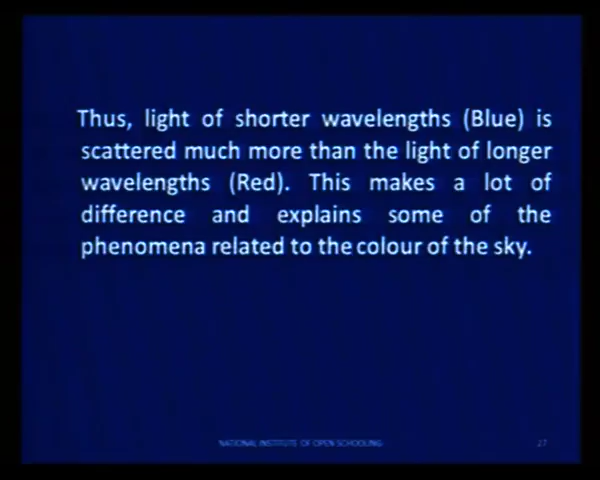 Thus, light of shorter wavelengths (Blue) is
scattered much more than the light of longer
wavelengths (Red). This makes a lot of
difference and explains some of the
phenomena related to the colour of the sky.
NATIONAL INSTITUTE OF OPEN SCHOOLING
27